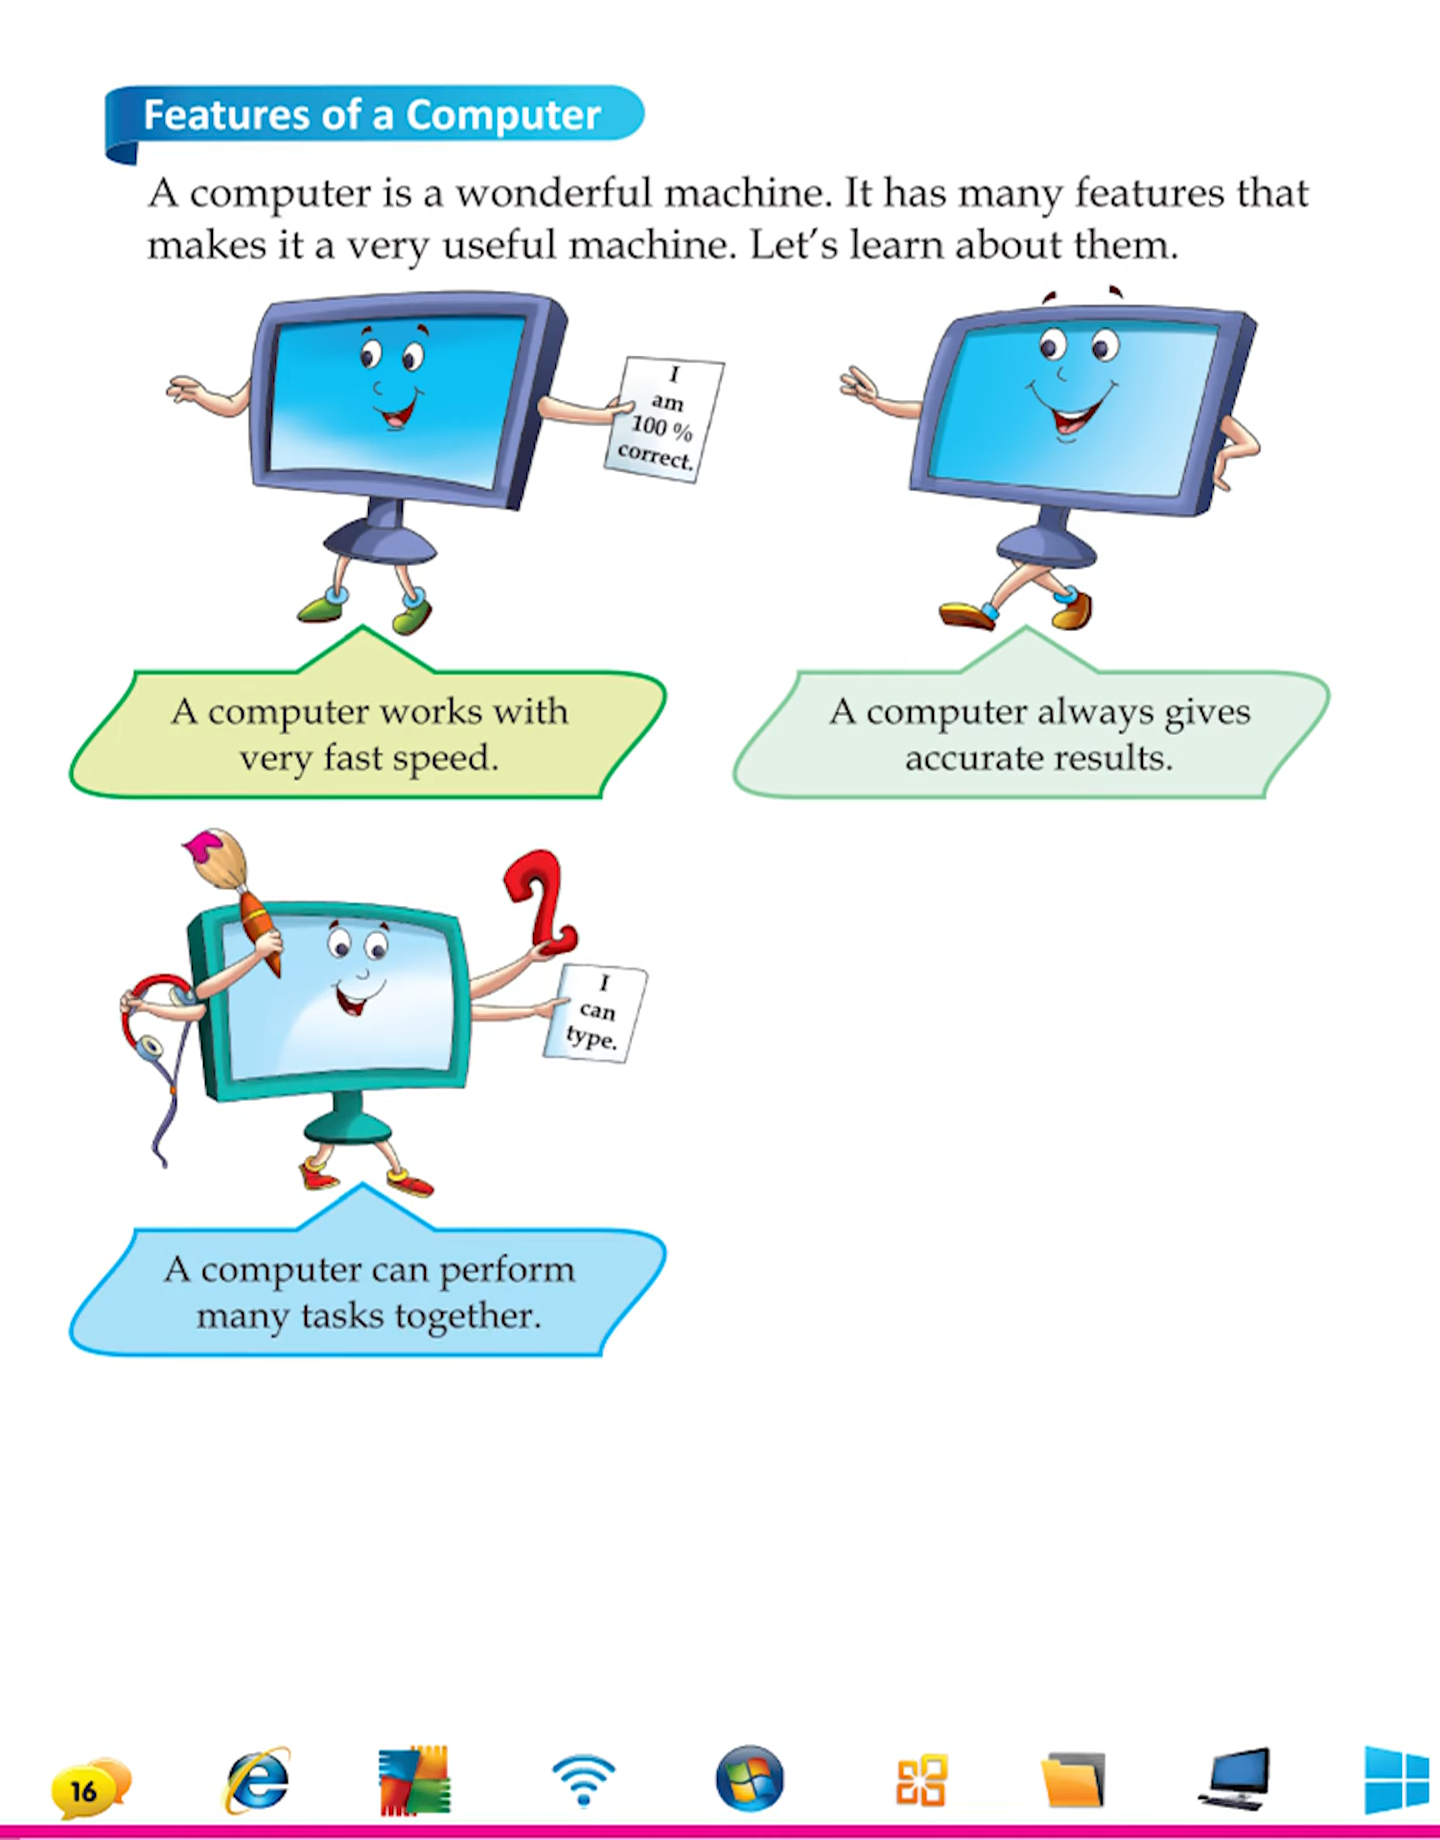 Features of a Computer
A computer is a wonderful machine. It has many features that
makes it a very useful machine. Let's learn about them.
I
am
100 %
correct.
A computer works with
very fast speed.
A computer always gives
accurate results.
I
can
type.
A computer can perform
many tasks together.
16